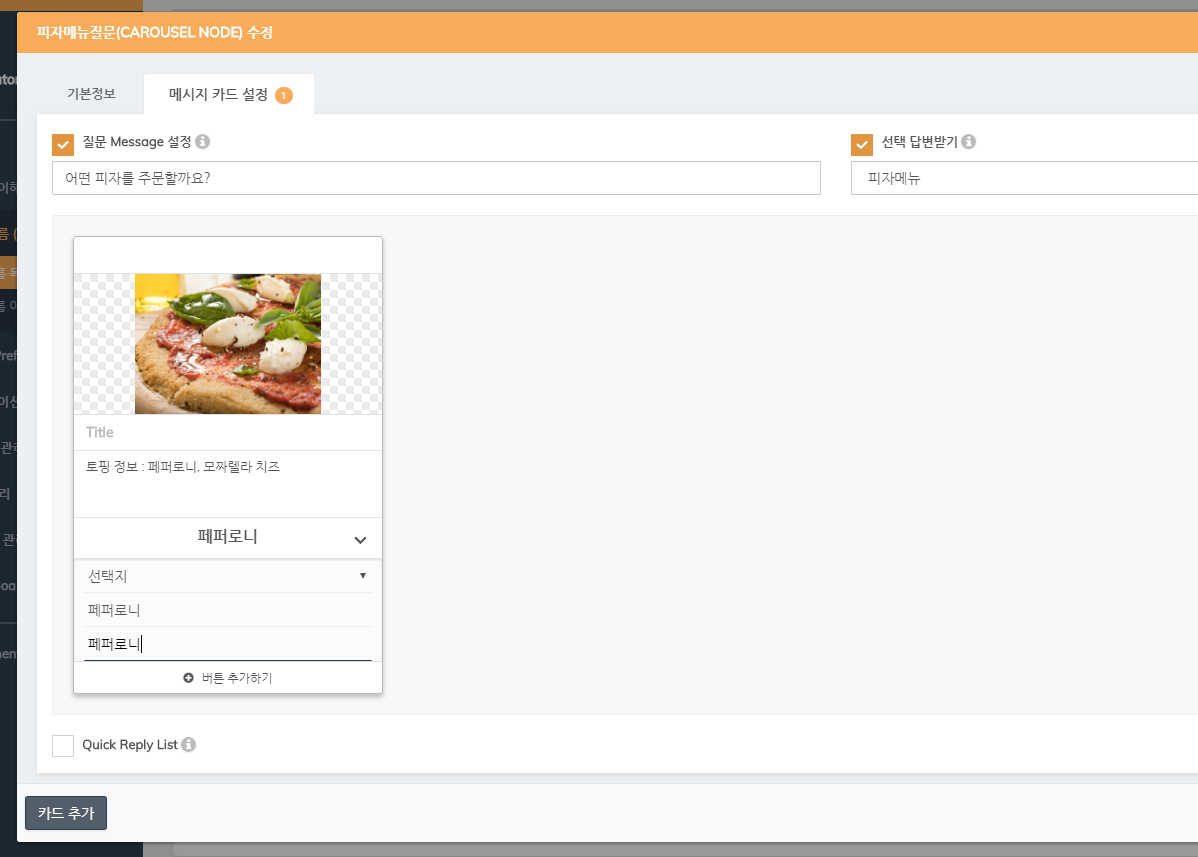 피자메뉴질문(CAROUSEL NODE) 수정
기본정보
메시지 카드 설정 1
질문 Message 설정
선택 답변받기
어떤 피자를 주문할까요?
피자메뉴
Title
토핑 정보 : 페퍼로니, 모짜렐라 치즈
페퍼로니
선택지
페퍼로니
페퍼로니
버튼 추가하기
Quick Reply List
카드 추가